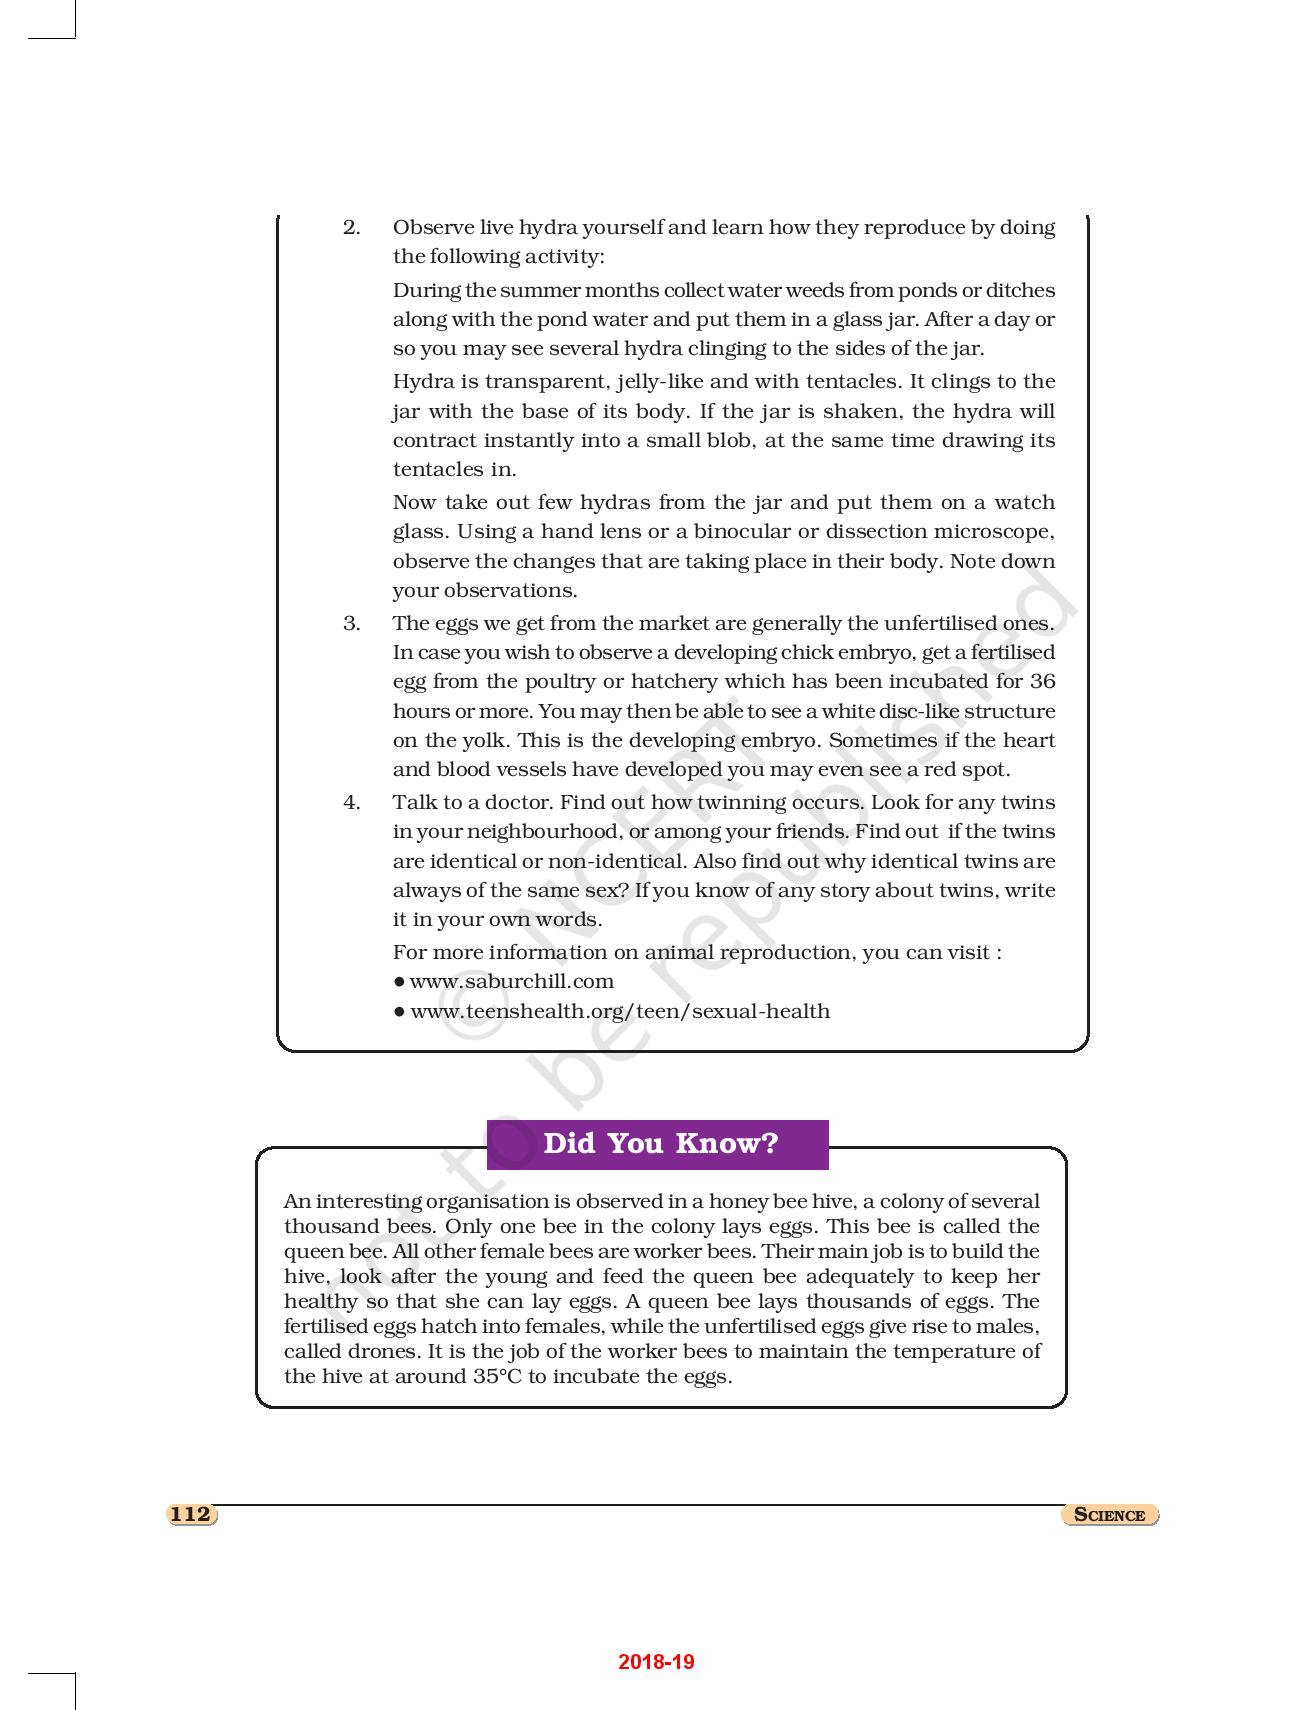 2. Observe live hydra yourself and learn how they reproduce by doing
the following activity:
During the summer months collect water weeds from ponds or ditches
along with the pond water and put them in a glass jar. After a day or
so you may see several hydra clinging to the sides of the jar.
Hydra is transparent, jelly-like and with tentacles. It clings to the
jar with the base of its body. If the jar is shaken, the hydra will
contract instantly into a small blob, at the same time drawing its
tentacles in.
Now take out few hydras from the jar and put them on a watch
glass. Using a hand lens or a binocular or dissection microscope,
observe the changes that are taking place in their body. Note down
your observations.
3. The eggs we get from the market are generally the unfertilised ones.
In case you wish to observe a developing chick embryo, get a fertilised
egg from the poultry or hatchery which has been incubated for 36
hours or more. You may then be able to see a white disc-like structure
on the yolk. This is the developing embryo. Sometimes if the heart
and blood vessels have developed you may even see a red spot.
4. Talk to a doctor. Find out how twinning occurs. Look for any twins
in your neighbourhood, or among your friends. Find out if the twins
are identical or non-identical. Also find out why identical twins are
always of the same sex? If you know of any story about twins, write
it in your own words.
For more information on animal reproduction, you can visit :
● www.saburchill.com
● www.teenshealth.org/teen/sexual-health
© NCERT
not to be republished
Did You Know?
An interesting organisation is observed in a honey bee hive, a colony of several
thousand bees. Only one bee in the colony lays eggs. This bee is called the
queen bee. All other female bees are worker bees. Their main job is to build the
hive, look after the young and feed the queen bee adequately to keep her
healthy so that she can lay eggs. A queen bee lays thousands of eggs. The
fertilised eggs hatch into females, while the unfertilised eggs give rise to males,
called drones. It is the job of the worker bees to maintain the temperature of
the hive at around 35°C to incubate the eggs.
112
SCIENCE
2018-19